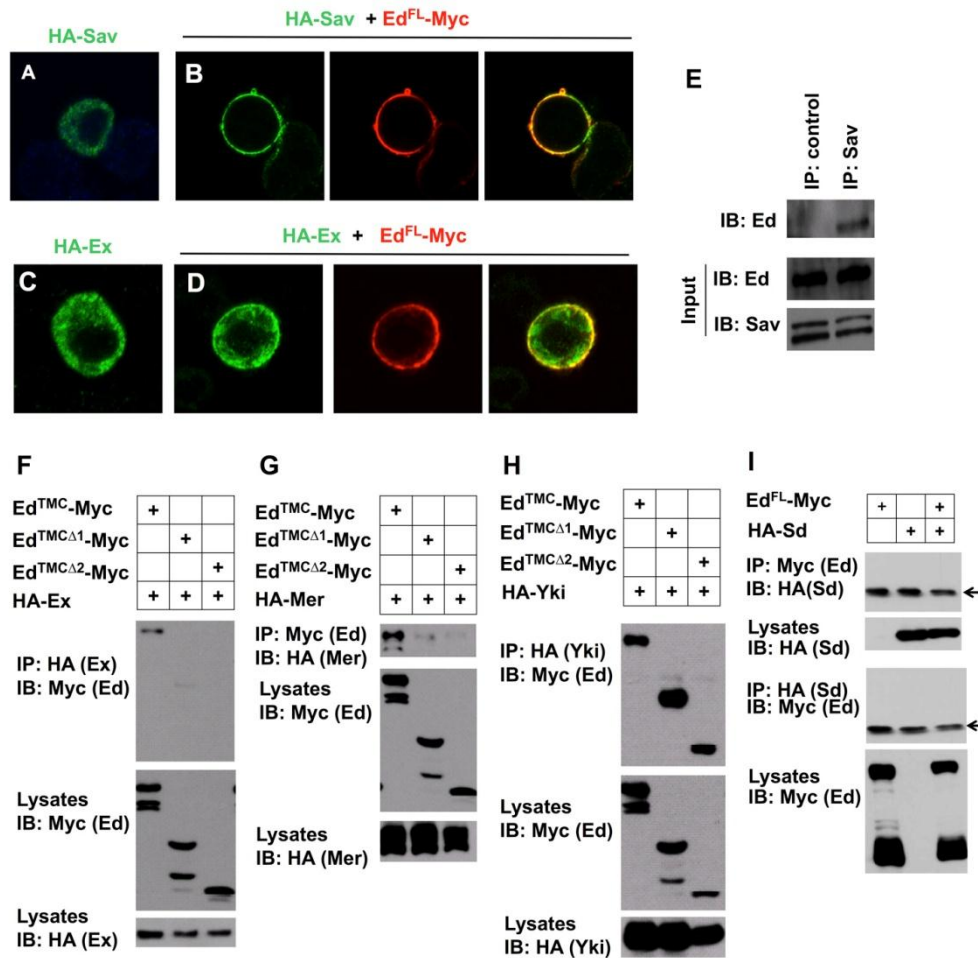 HA-Sav
HA-Sav + Ed^FL-Myc
A
B
HA-Ex
HA-Ex + Ed^FL-Myc
C
D
E
IP: control
IP: Sav
IB: Ed
Input
IB: Ed
IB: Sav
F
Ed^TMC-Myc +
Ed^TMCΔ1-Myc +
Ed^TMCΔ2-Myc +
HA-Ex + + +
IP: HA (Ex)
IB: Myc (Ed)
Lysates
IB: Myc (Ed)
Lysates
IB: HA (Ex)
G
Ed^TMC-Myc +
Ed^TMCΔ1-Myc +
Ed^TMCΔ2-Myc +
HA-Mer + + +
IP: Myc (Ed)
IB: HA (Mer)
Lysates
IB: Myc (Ed)
Lysates
IB: HA (Mer)
H
Ed^TMC-Myc +
Ed^TMCΔ1-Myc +
Ed^TMCΔ2-Myc +
HA-Yki + + +
IP: HA (Yki)
IB: Myc (Ed)
Lysates
IB: Myc (Ed)
Lysates
IB: HA (Yki)
I
Ed^FL-Myc + +
HA-Sd + +
IP: Myc (Ed)
IB: HA(Sd)
Lysates
IB: HA (Sd)
IP: HA (Sd)
IB: Myc (Ed)
Lysates
IB: Myc (Ed)